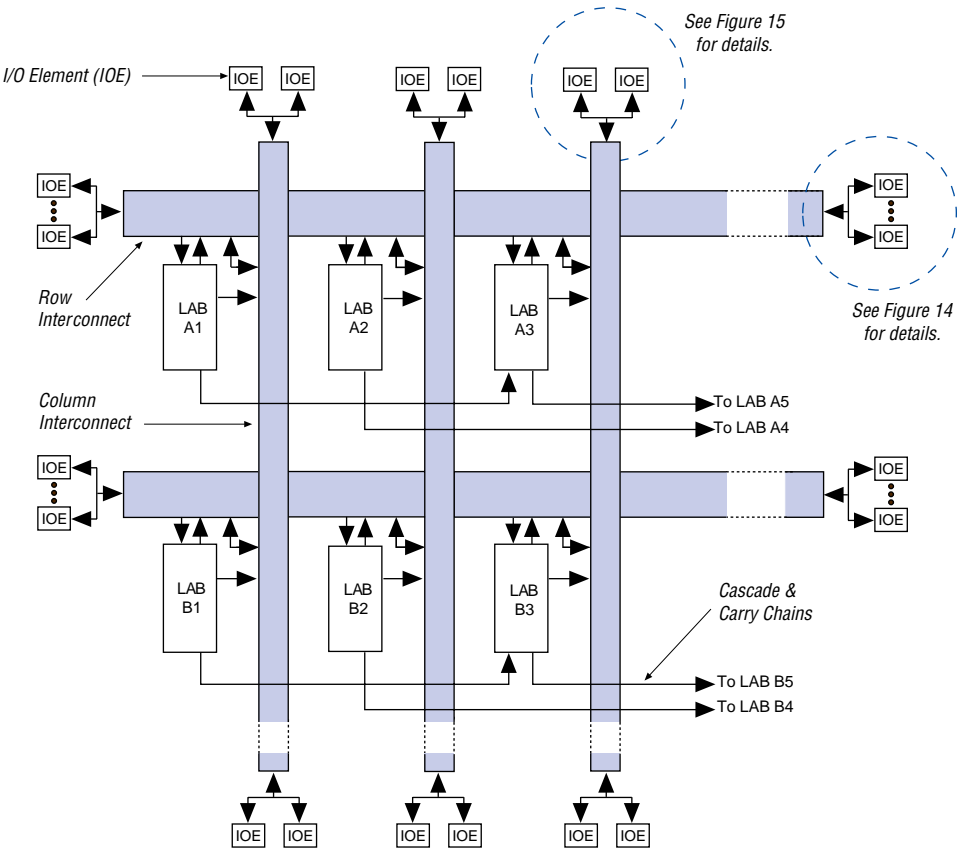 See Figure 15
for details.
I/O Element (IOE)
IOE
IOE
IOE
IOE
IOE
IOE
IOE
IOE
IOE
IOE
Row
Interconnect
LAB
A1
LAB
A2
LAB
A3
See Figure 14
for details.
Column
Interconnect
To LAB A5
To LAB A4
IOE
IOE
IOE
IOE
LAB
B1
LAB
B2
LAB
B3
Cascade &
Carry Chains
To LAB B5
To LAB B4
IOE
IOE
IOE
IOE
IOE
IOE